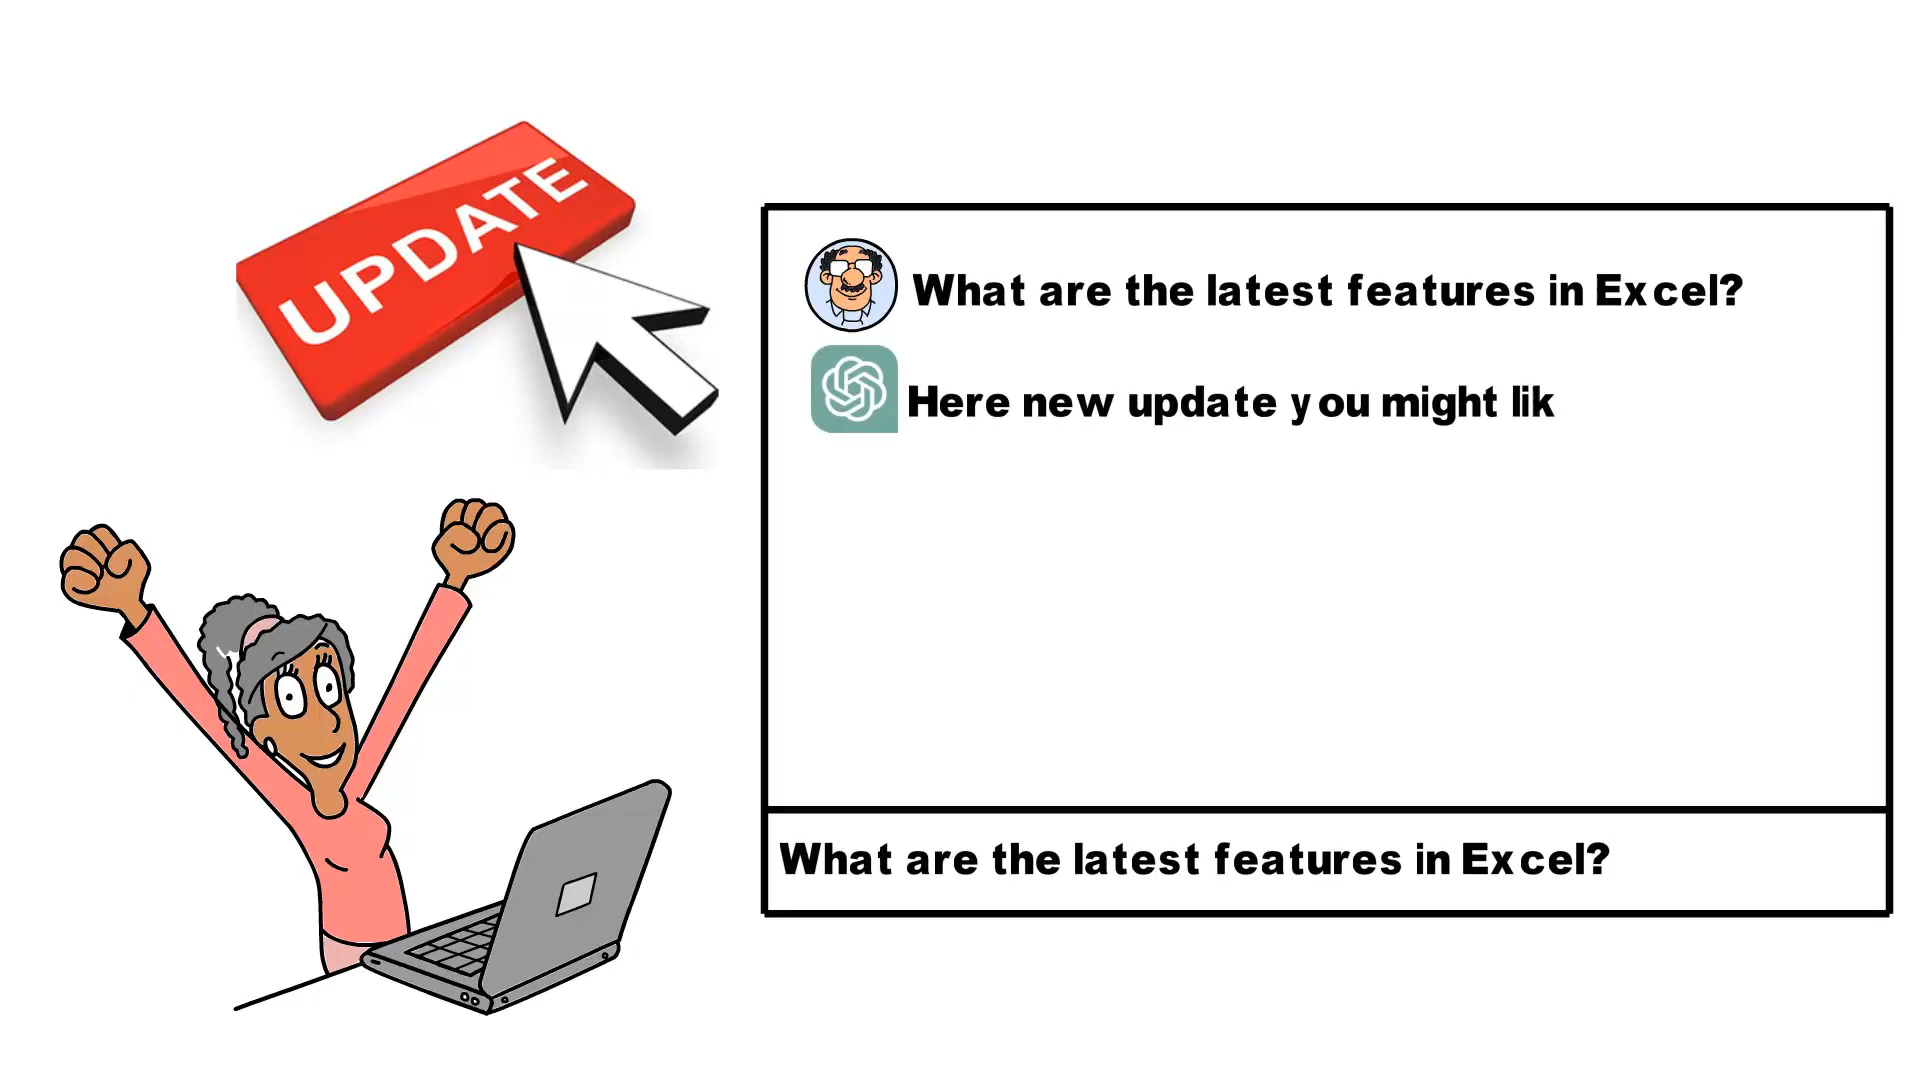 UPDATE
What are the latest features in Excel?
Here new update you might lik
What are the latest features in Excel?